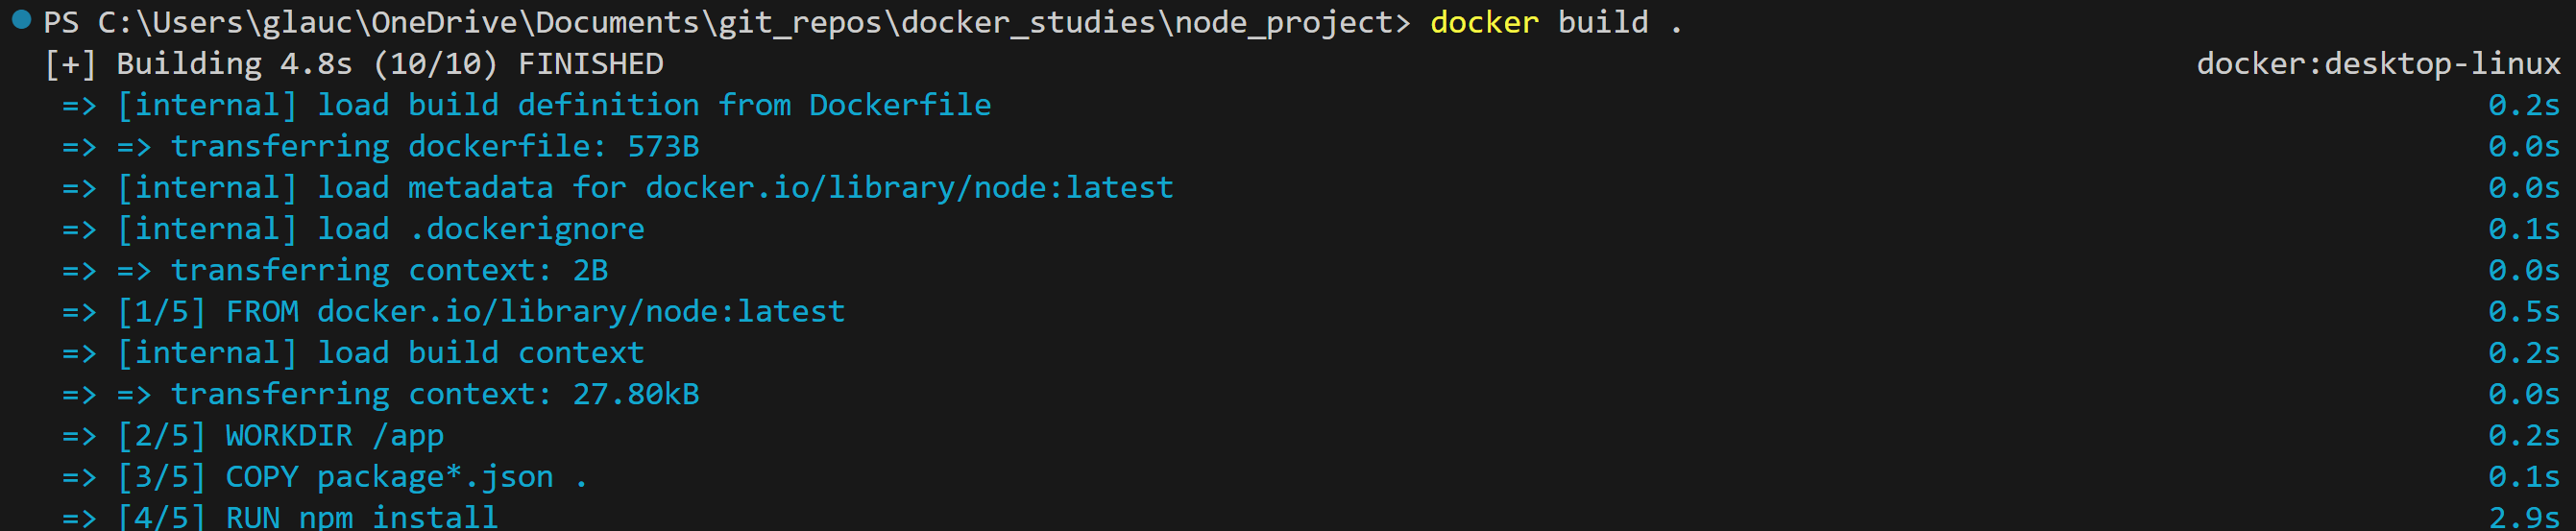 PS C:\Users\glauc\OneDrive\Documents\git_repos\docker_studies\node_project> docker build .
[+] Building 4.8s (10/10) FINISHED docker:desktop-linux
=> [internal] load build definition from Dockerfile 0.2s
=> => transferring dockerfile: 573B 0.0s
=> [internal] load metadata for docker.io/library/node:latest 0.0s
=> [internal] load .dockerignore 0.1s
=> => transferring context: 2B 0.0s
=> [1/5] FROM docker.io/library/node:latest 0.5s
=> [internal] load build context 0.2s
=> => transferring context: 27.80kB 0.0s
=> [2/5] WORKDIR /app 0.2s
=> [3/5] COPY package*.json . 0.1s
=> [4/5] RUN npm install 2.9s